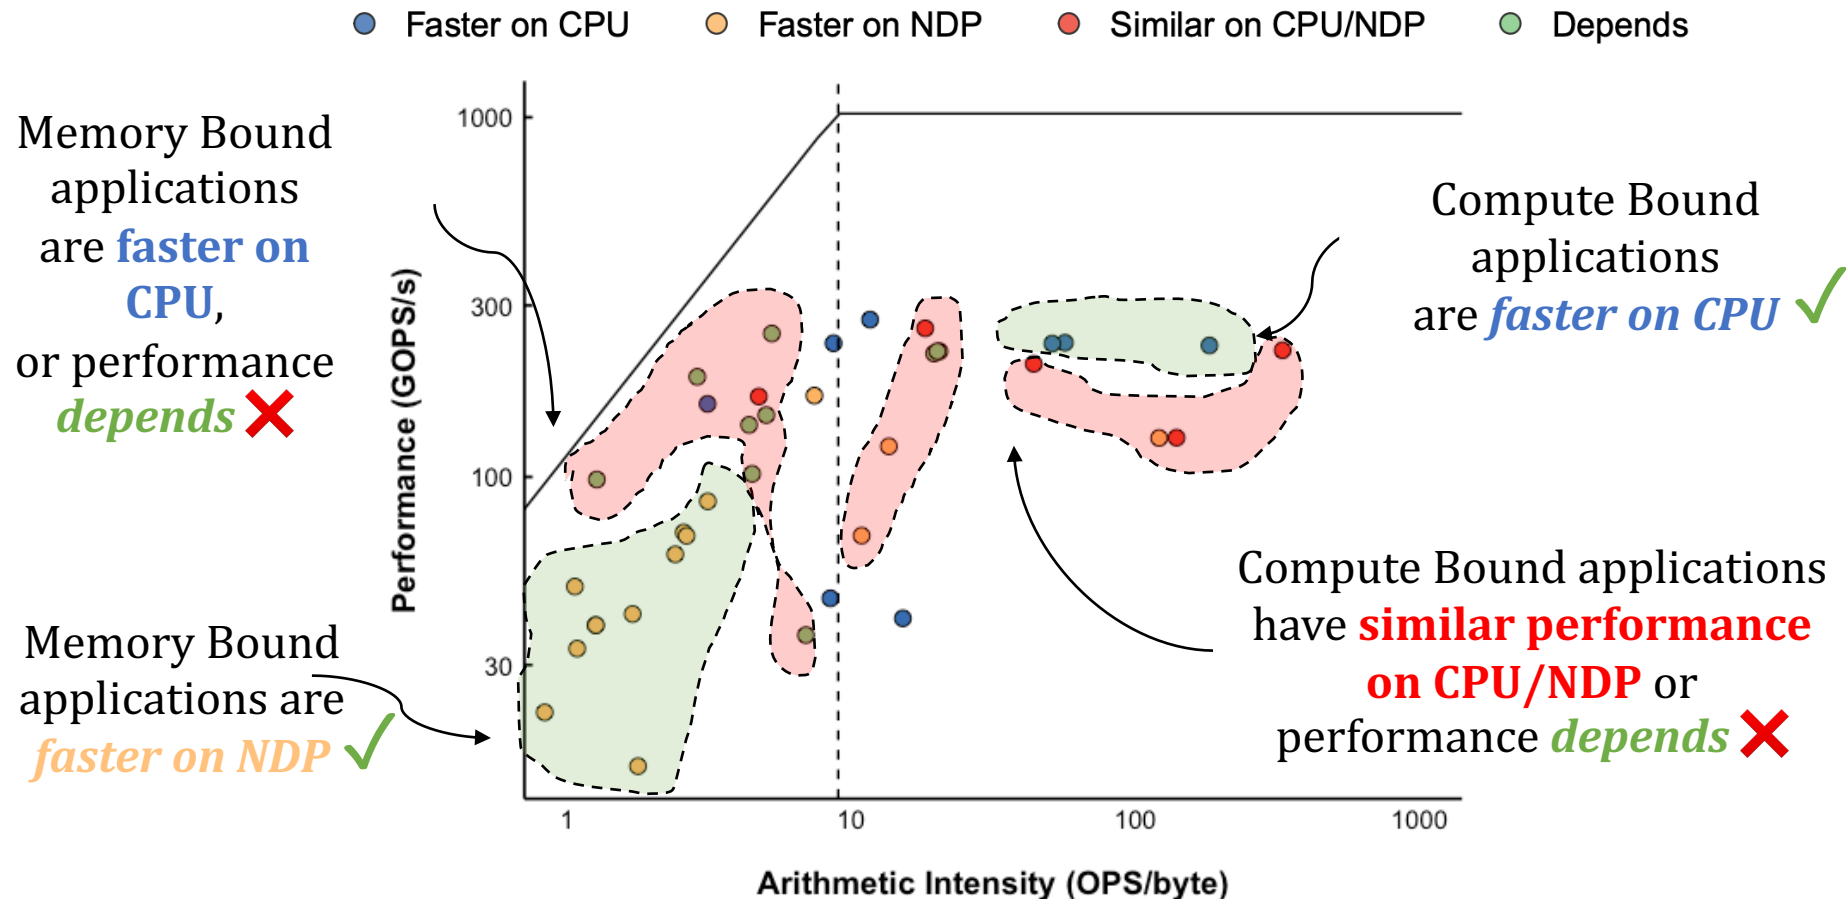 Faster on CPU Faster on NDP Similar on CPU/NDP Depends
Memory Bound
applications
are faster on
CPU,
or performance
depends
Memory Bound
applications are
faster on NDP
Performance (GOPS/s)
1000
300
100
30
1 10 100 1000
Arithmetic Intensity (OPS/byte)
Compute Bound
applications
are faster on CPU
Compute Bound applications
have similar performance
on CPU/NDP or
performance depends